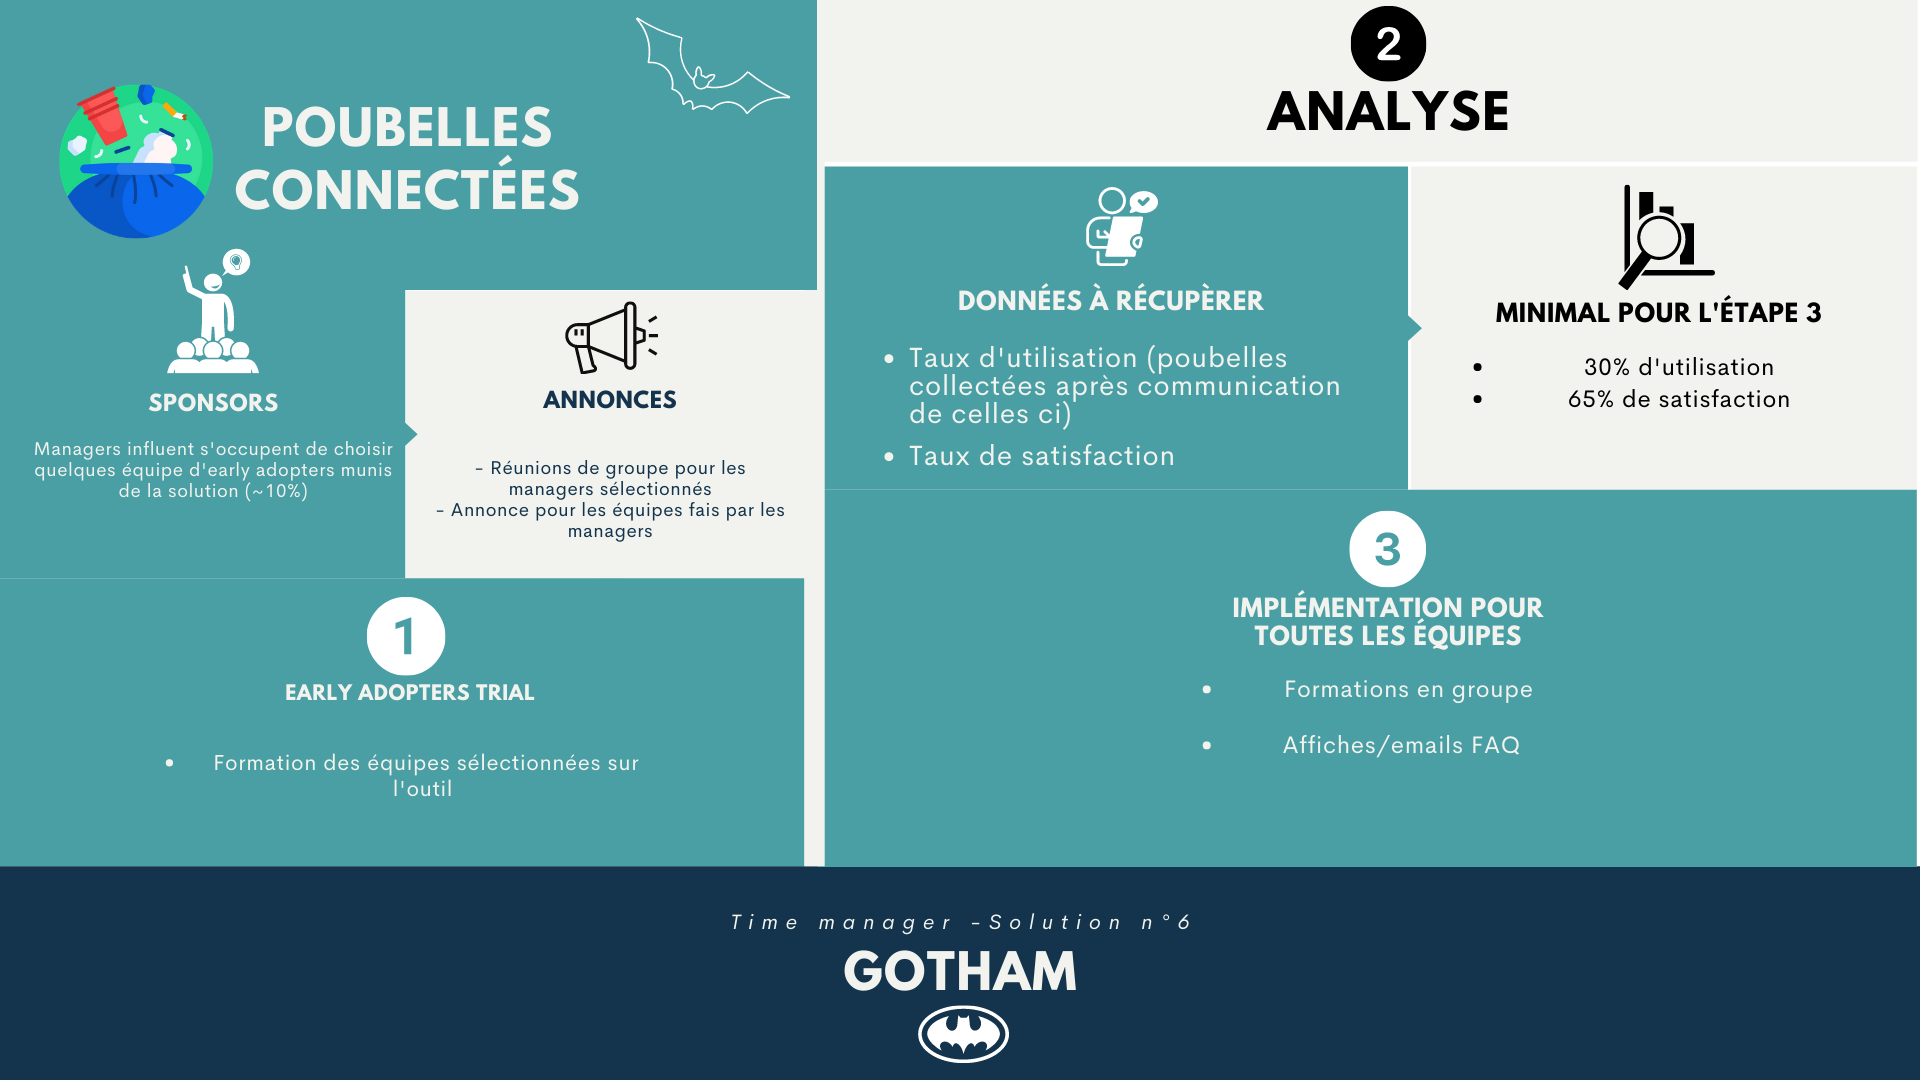 POUBELLES
CONNECTÉES
SPONSORS
Managers influent s'occupent de choisir
quelques équipe d'early adopters munis
de la solution (~10%)
ANNONCES
- Réunions de groupe pour les
managers sélectionnés
- Annonce pour les équipes fais par les
managers
1
EARLY ADOPTERS TRIAL
• Formation des équipes sélectionnées sur
l'outil
2
ANALYSE
DONNÉES À RÉCUPÈRER
• Taux d'utilisation (poubelles
collectées après communication
de celles ci)
• Taux de satisfaction
MINIMAL POUR L'ÉTAPE 3
• 30% d'utilisation
• 65% de satisfaction
3
IMPLÉMENTATION POUR
TOUTES LES ÉQUIPES
• Formations en groupe
• Affiches/emails FAQ
Time manager -Solution n°6
GOTHAM